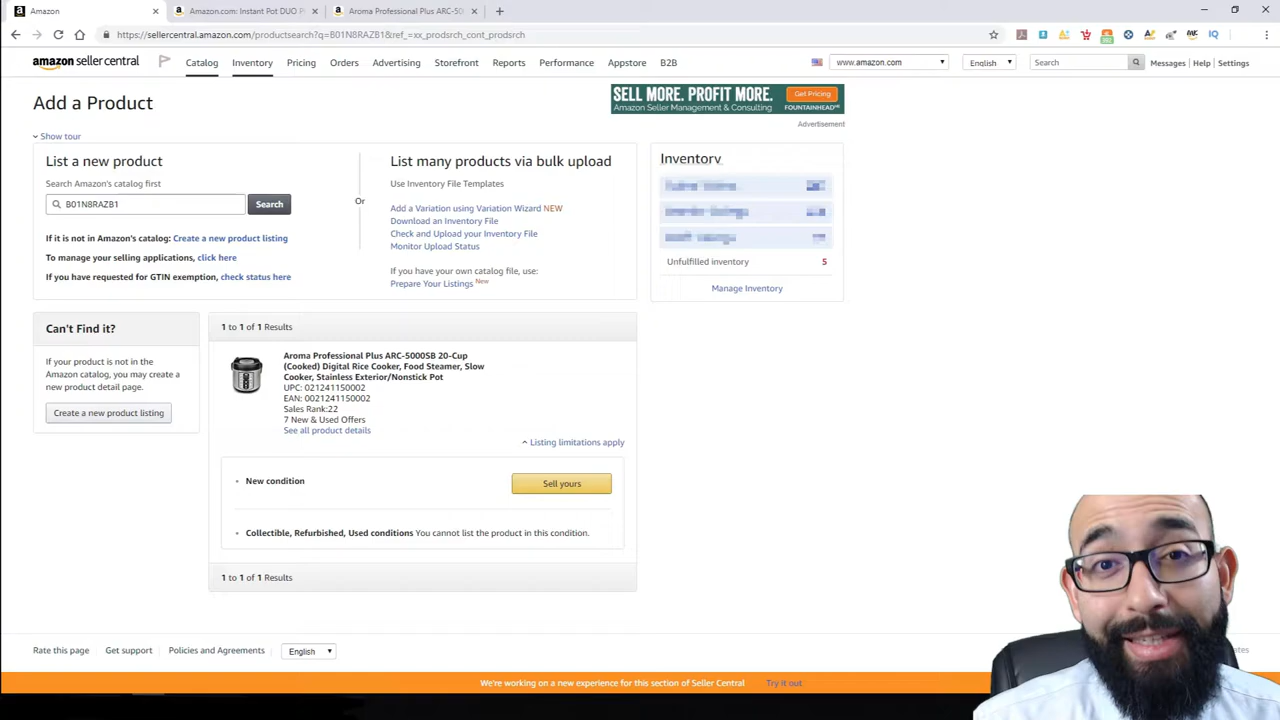 Amazon
Amazon.com: Instant Pot DUO P
Aroma Professional Plus ARC-50
https://sellercentral.amazon.com/productsearch?q=B01N8RAZB1&ref_=xx_prodsrch_cont_prodsrch
amazon seller central
Catalog
Inventory
Pricing
Orders
Advertising
Storefront
Reports
Performance
Appstore
B2B
www.amazon.com
English
Search
Messages
Help
Settings
Add a Product
SELL MORE. PROFIT MORE.
Amazon Seller Management & Consulting
Get Pricing
FOUNTAINHEAD
Advertisement
Show tour
List a new product
Search Amazon's catalog first
B01N8RAZB1
Search
If it is not in Amazon's catalog: Create a new product listing
To manage your selling applications, click here
If you have requested for GTIN exemption, check status here
Or
List many products via bulk upload
Use Inventory File Templates
Add a Variation using Variation Wizard NEW
Download an Inventory File
Check and Upload your Inventory File
Monitor Upload Status
If you have your own catalog file, use:
Prepare Your Listings New
Inventory
Unfulfilled inventory 5
Manage Inventory
Can't Find it?
If your product is not in the
Amazon catalog, you may create a
new product detail page.
Create a new product listing
1 to 1 of 1 Results
Aroma Professional Plus ARC-5000SB 20-Cup
(Cooked) Digital Rice Cooker, Food Steamer, Slow
Cooker, Stainless Exterior/Nonstick Pot
UPC: 021241150002
EAN: 0021241150002
Sales Rank:22
7 New & Used Offers
See all product details
Listing limitations apply
New condition
Sell yours
Collectible, Refurbished, Used conditions You cannot list the product in this condition.
1 to 1 of 1 Results
Rate this page
Get support
Policies and Agreements
English
We're working on a new experience for this section of Seller Central
Try it out